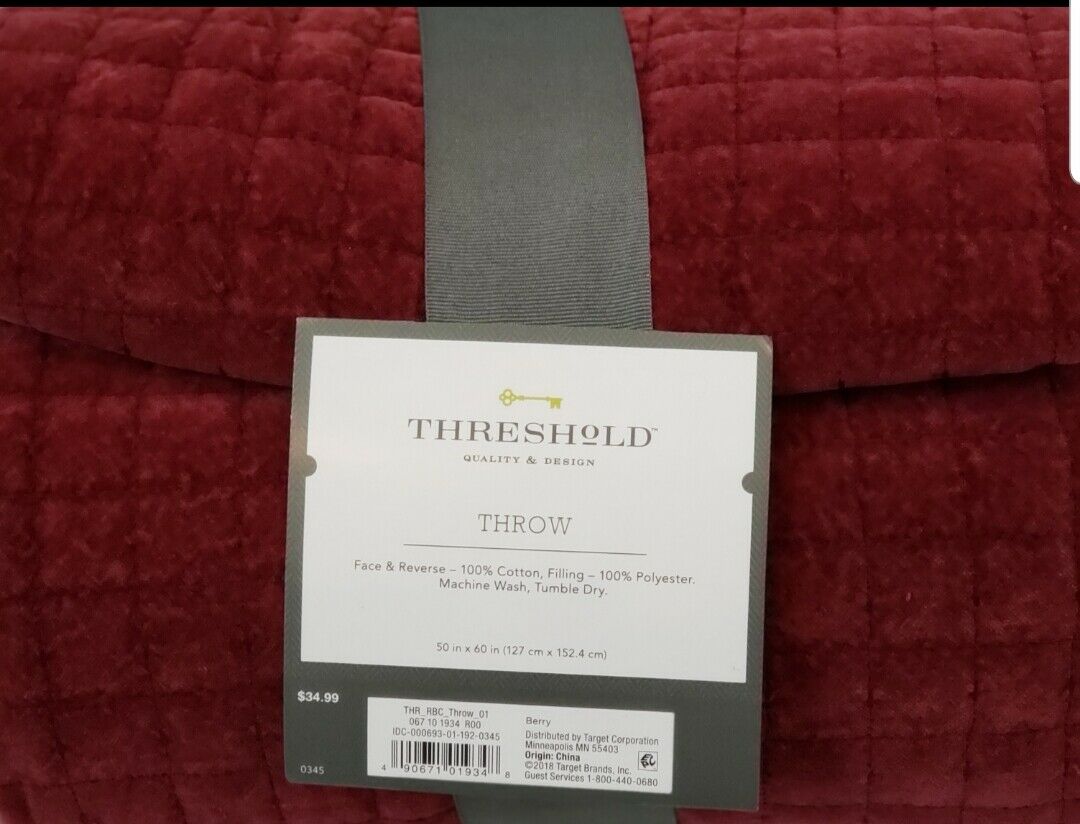 THRESHOLD™
QUALITY & DESIGN
THROW
Face & Reverse – 100% Cotton, Filling – 100% Polyester.
Machine Wash, Tumble Dry.
50 in x 60 in (127 cm x 152.4 cm)
$34.99
THR_RBC_Throw_01
067 10 1934 R00
IDC-000693-01-192-0345
4 90671 01934 8
Berry
Distributed by Target Corporation
Minneapolis MN 55403
Origin: China
©2018 Target Brands, Inc.
Guest Services 1-800-440-0680
0345